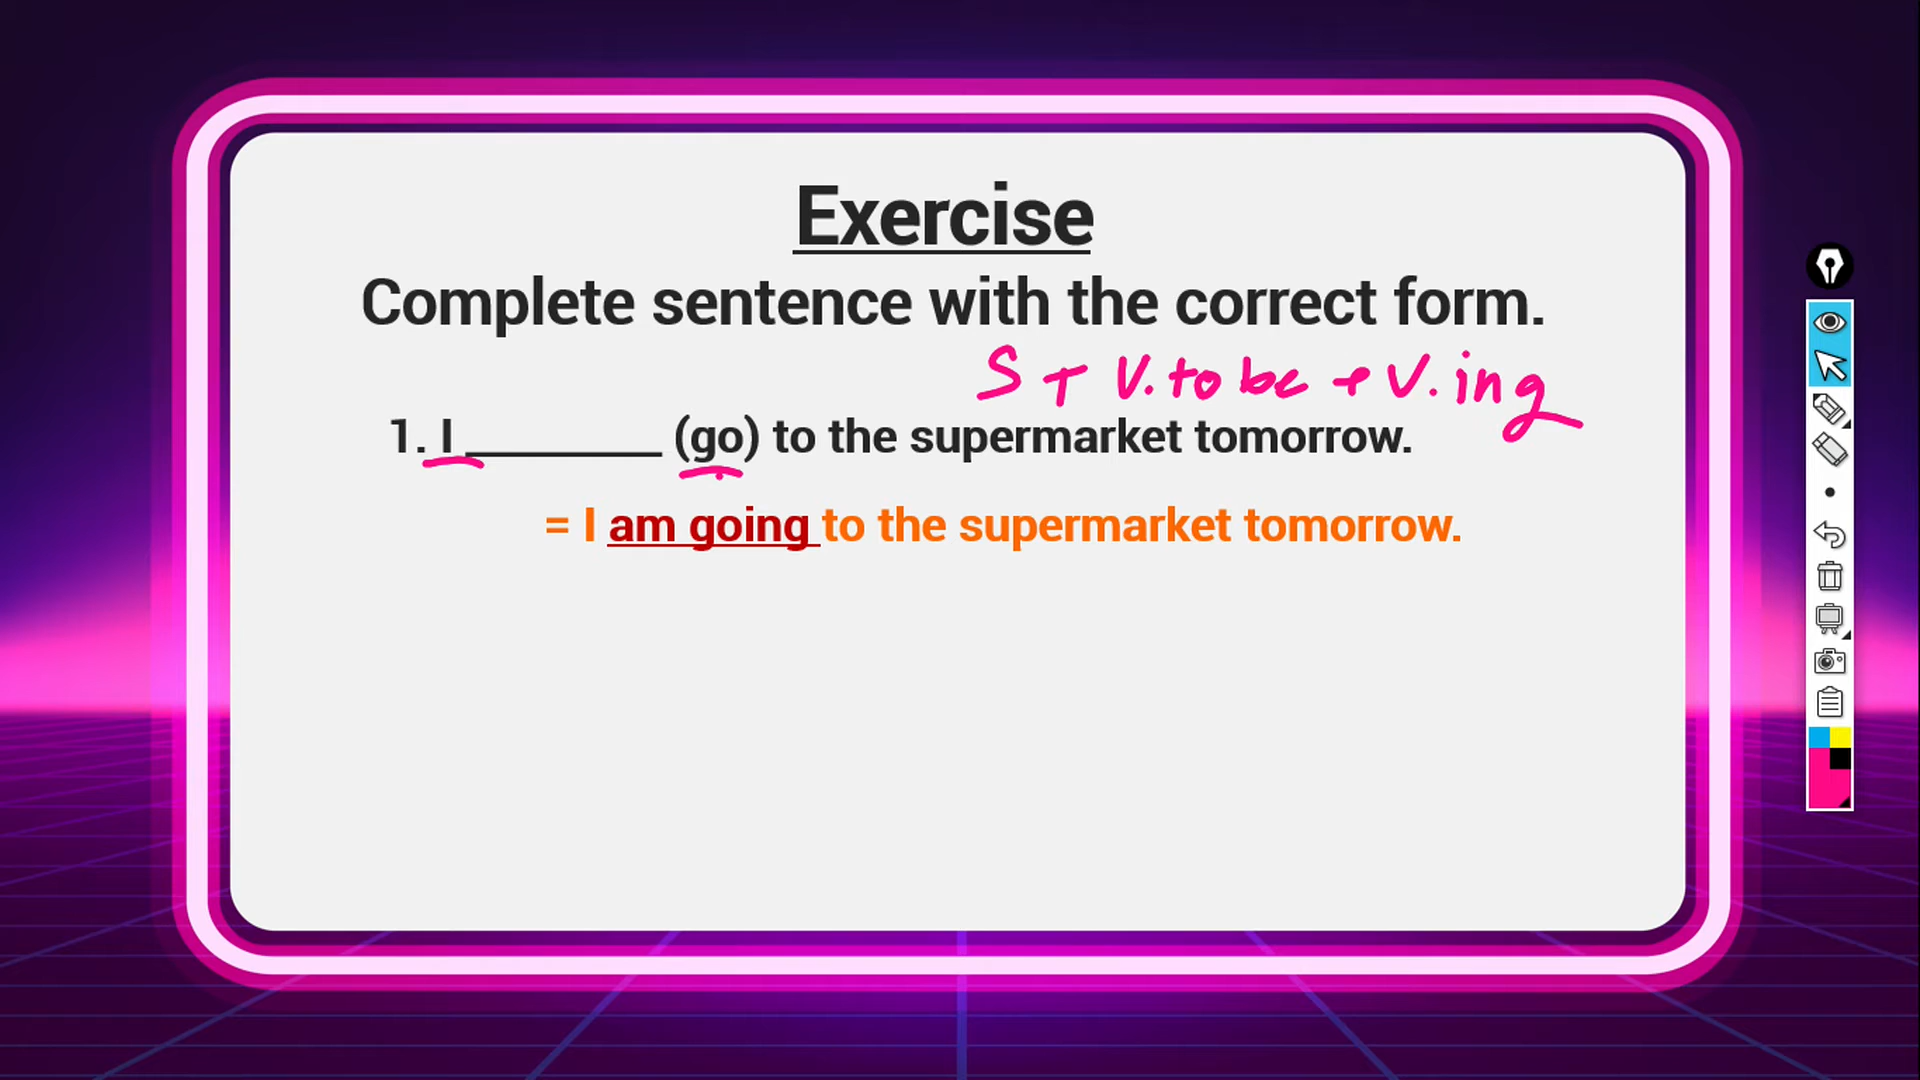 Exercise
Complete sentence with the correct form.
S + V. to be + V. ing
1. I ________ (go) to the supermarket tomorrow.
= I am going to the supermarket tomorrow.